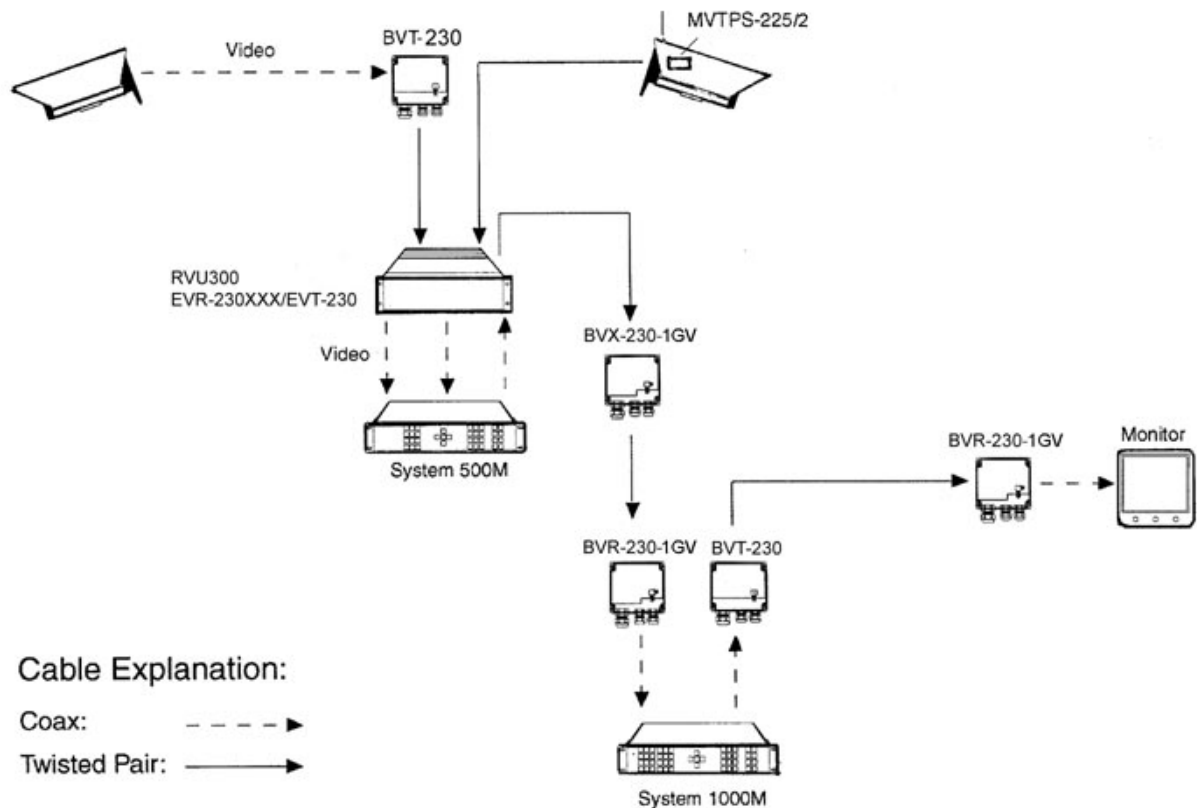 MVTPS-225/2
BVT-230
Video
RVU300
EVR-230XXX/EVT-230
Video
BVX-230-1GV
System 500M
BVR-230-1GV
Monitor
BVR-230-1GV
BVT-230
Cable Explanation:
Coax:
Twisted Pair:
System 1000M